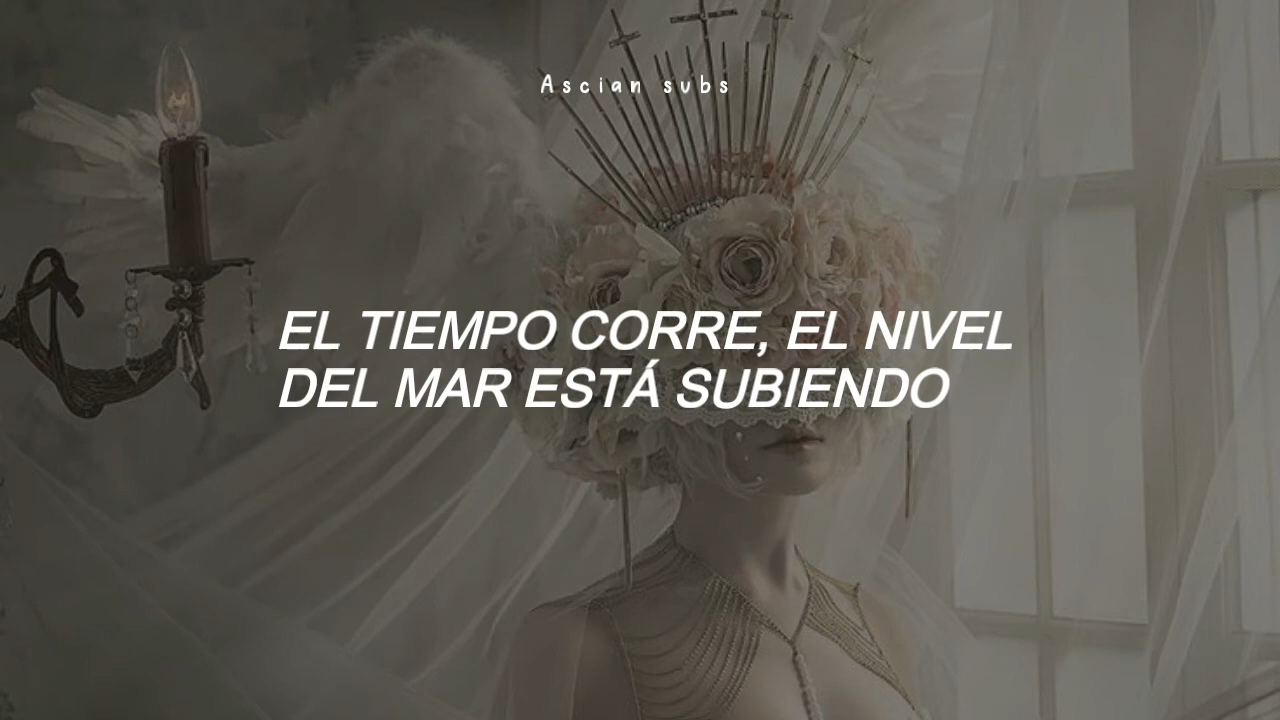 Ascian subs
EL TIEMPO CORRE, EL NIVEL
DEL MAR ESTÁ SUBIENDO